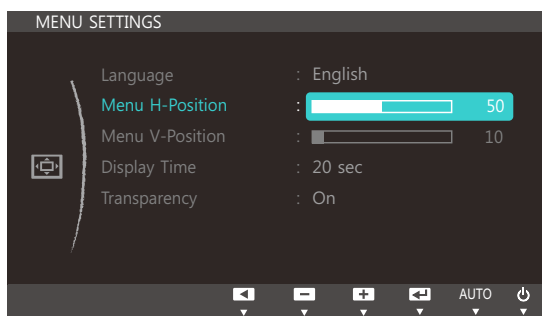 MENU SETTINGS
Language : English
Menu H-Position : 50
Menu V-Position : 10
Display Time : 20 sec
Transparency : On
AUTO